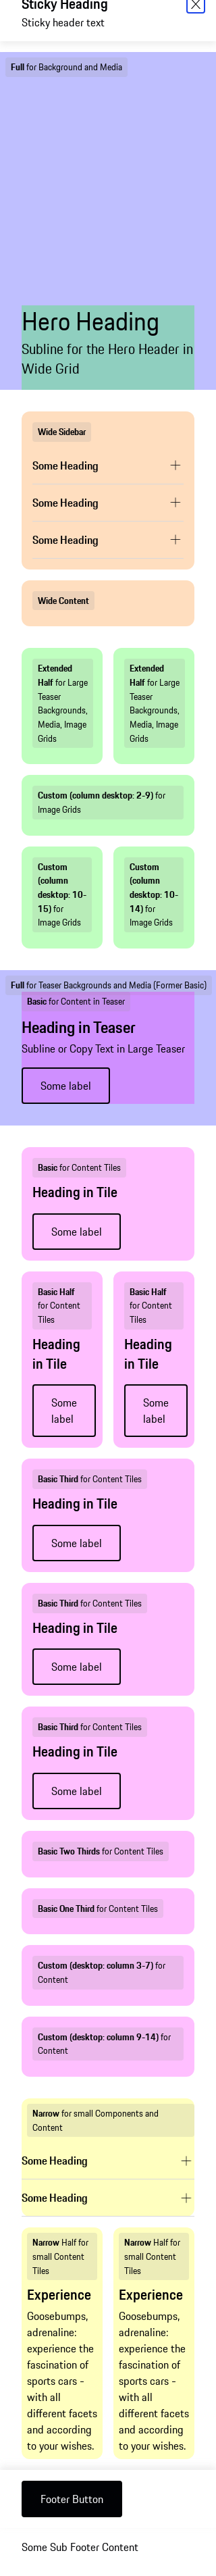 Sticky Heading
Sticky header text
Full for Background and Media
Hero Heading
Subline for the Hero Header in
Wide Grid
Wide Sidebar
Some Heading
Some Heading
Some Heading
Wide Content
Extended
Half for Large
Teaser
Backgrounds,
Media, Image
Grids
Extended
Half for Large
Teaser
Backgrounds,
Media, Image
Grids
Custom (column desktop: 2-9) for
Image Grids
Custom
(column
desktop: 10-
15) for
Image Grids
Custom
(column
desktop: 10-
14) for
Image Grids
Full for Teaser Backgrounds and Media (Former Basic)
Basic for Content in Teaser
Heading in Teaser
Subline or Copy Text in Large Teaser
Some label
Basic for Content Tiles
Heading in Tile
Some label
Basic Half
for Content
Tiles
Heading
in Tile
Some
label
Basic Half
for Content
Tiles
Heading
in Tile
Some
label
Basic Third for Content Tiles
Heading in Tile
Some label
Basic Third for Content Tiles
Heading in Tile
Some label
Basic Third for Content Tiles
Heading in Tile
Some label
Basic Two Thirds for Content Tiles
Basic One Third for Content Tiles
Custom (desktop: column 3-7) for
Content
Custom (desktop: column 9-14) for
Content
Narrow for small Components and
Content
Some Heading
Some Heading
Narrow Half for
small Content
Tiles
Experience
Goosebumps,
adrenaline:
experience the
fascination of
sports cars -
with all
different facets
and according
to your wishes.
Narrow Half for
small Content
Tiles
Experience
Goosebumps,
adrenaline:
experience the
fascination of
sports cars -
with all
different facets
and according
to your wishes.
Footer Button
Some Sub Footer Content